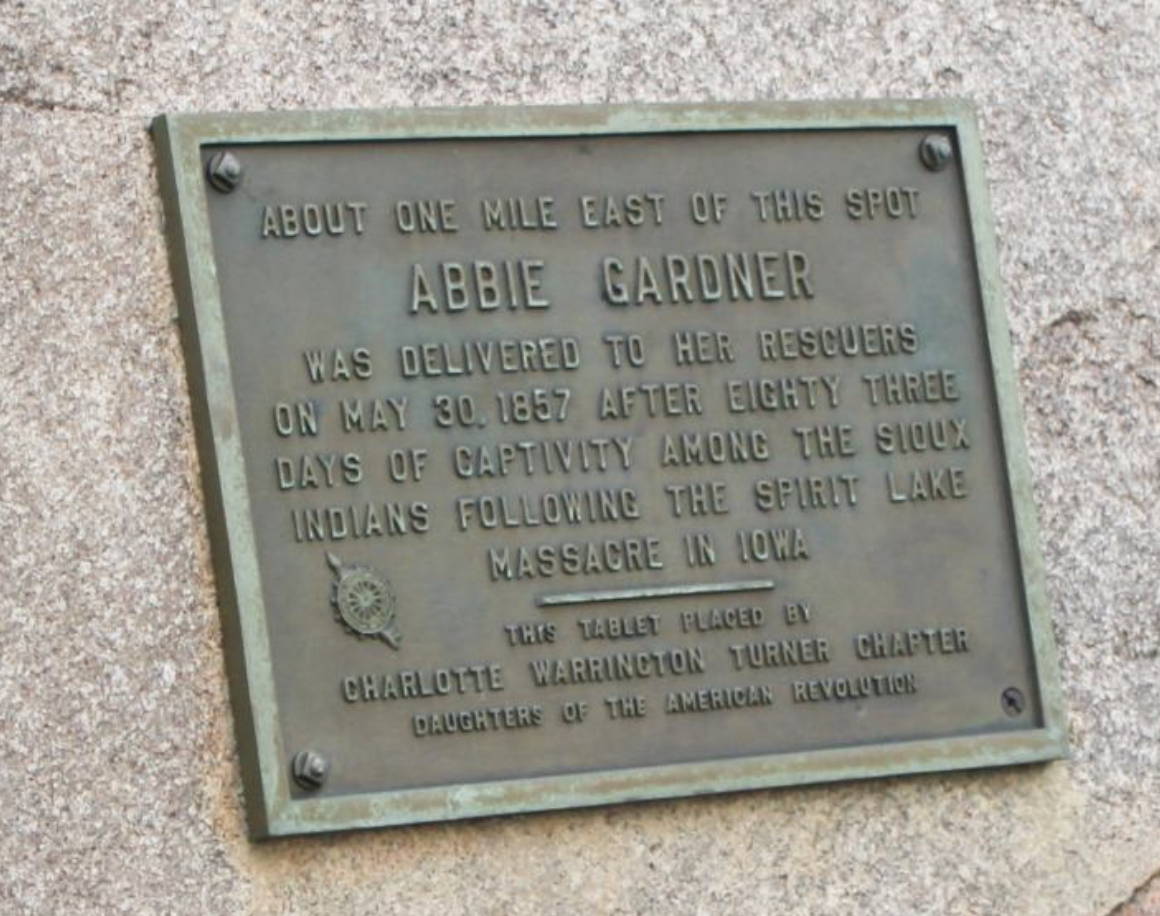 ABOUT ONE MILE EAST OF THIS SPOT
ABBIE GARDNER
WAS DELIVERED TO HER RESCUERS
ON MAY 30, 1857 AFTER EIGHTY THREE
DAYS OF CAPTIVITY AMONG THE SIOUX
INDIANS FOLLOWING THE SPIRIT LAKE
MASSACRE IN IOWA
THIS TABLET PLACED BY
CHARLOTTE WARRINGTON TURNER CHAPTER
DAUGHTERS OF THE AMERICAN REVOLUTION